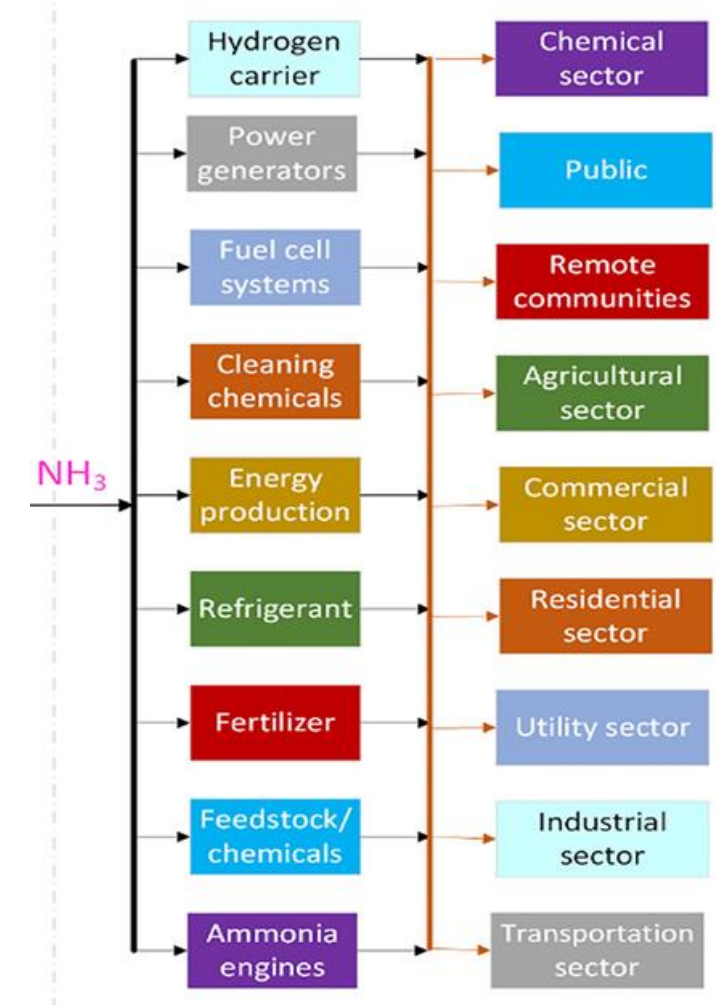 Hydrogen
carrier
Power
generators
Fuel cell
systems
Cleaning
chemicals
NH₃
Energy
production
Refrigerant
Fertilizer
Feedstock/
chemicals
Ammonia
engines
Chemical
sector
Public
Remote
communities
Agricultural
sector
Commercial
sector
Residential
sector
Utility sector
Industrial
sector
Transportation
sector